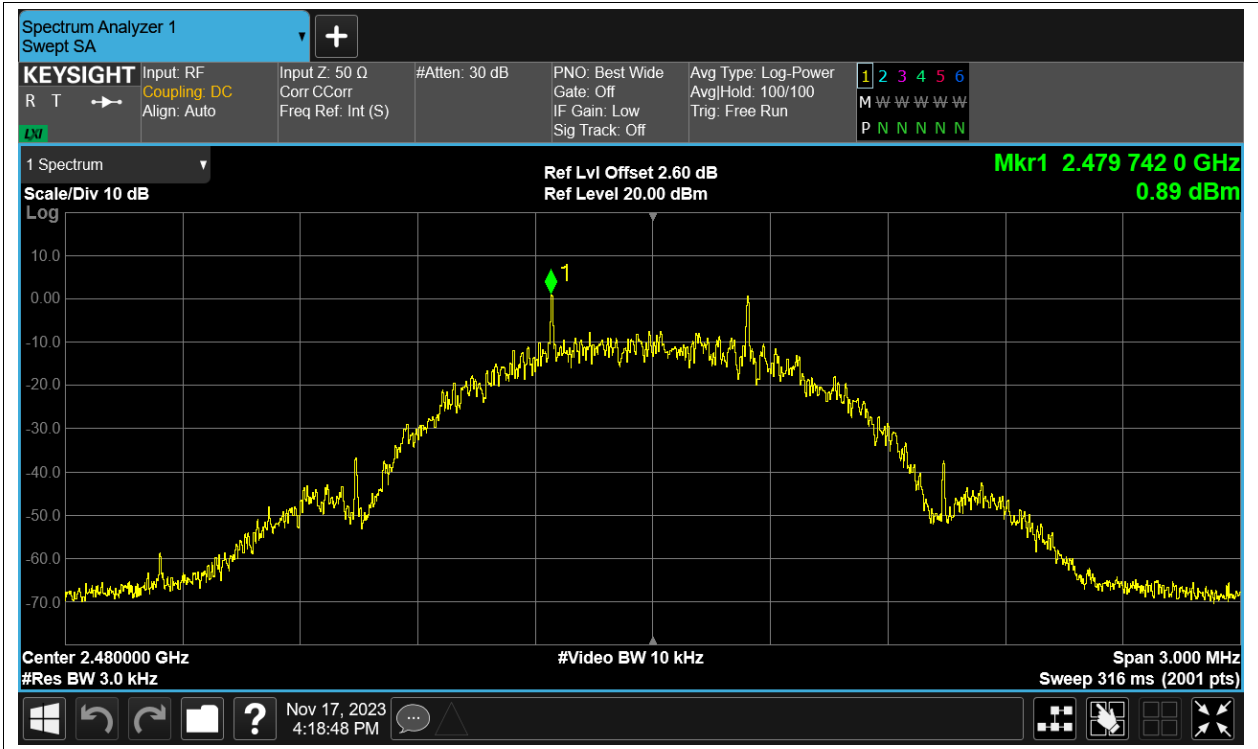 Spectrum Analyzer 1
Swept SA
KEYSIGHT
R T
LXI
Input: RF
Coupling: DC
Align: Auto
Input Z: 50 Ω
Corr CCorr
Freq Ref: Int (S)
#Atten: 30 dB
PNO: Best Wide
Gate: Off
IF Gain: Low
Sig Track: Off
Avg Type: Log-Power
Avg|Hold: 100/100
Trig: Free Run
1 2 3 4 5 6
M W W W W W
P N N N N N
1 Spectrum
Scale/Div 10 dB
Log
Ref Lvl Offset 2.60 dB
Ref Level 20.00 dBm
Mkr1 2.479 742 0 GHz
0.89 dBm
1
10.0
0.00
-10.0
-20.0
-30.0
-40.0
-50.0
-60.0
-70.0
Center 2.480000 GHz
#Video BW 10 kHz
Span 3.000 MHz
#Res BW 3.0 kHz
Sweep 316 ms (2001 pts)
?
Nov 17, 2023
4:18:48 PM